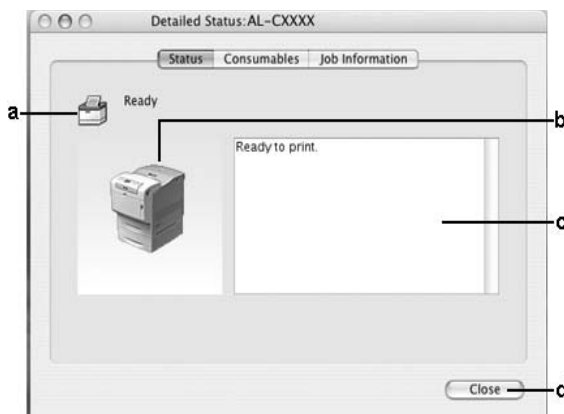 Detailed Status:AL-CXXXX
Status Consumables Job Information
a
Ready
b
Ready to print.
c
Close
d